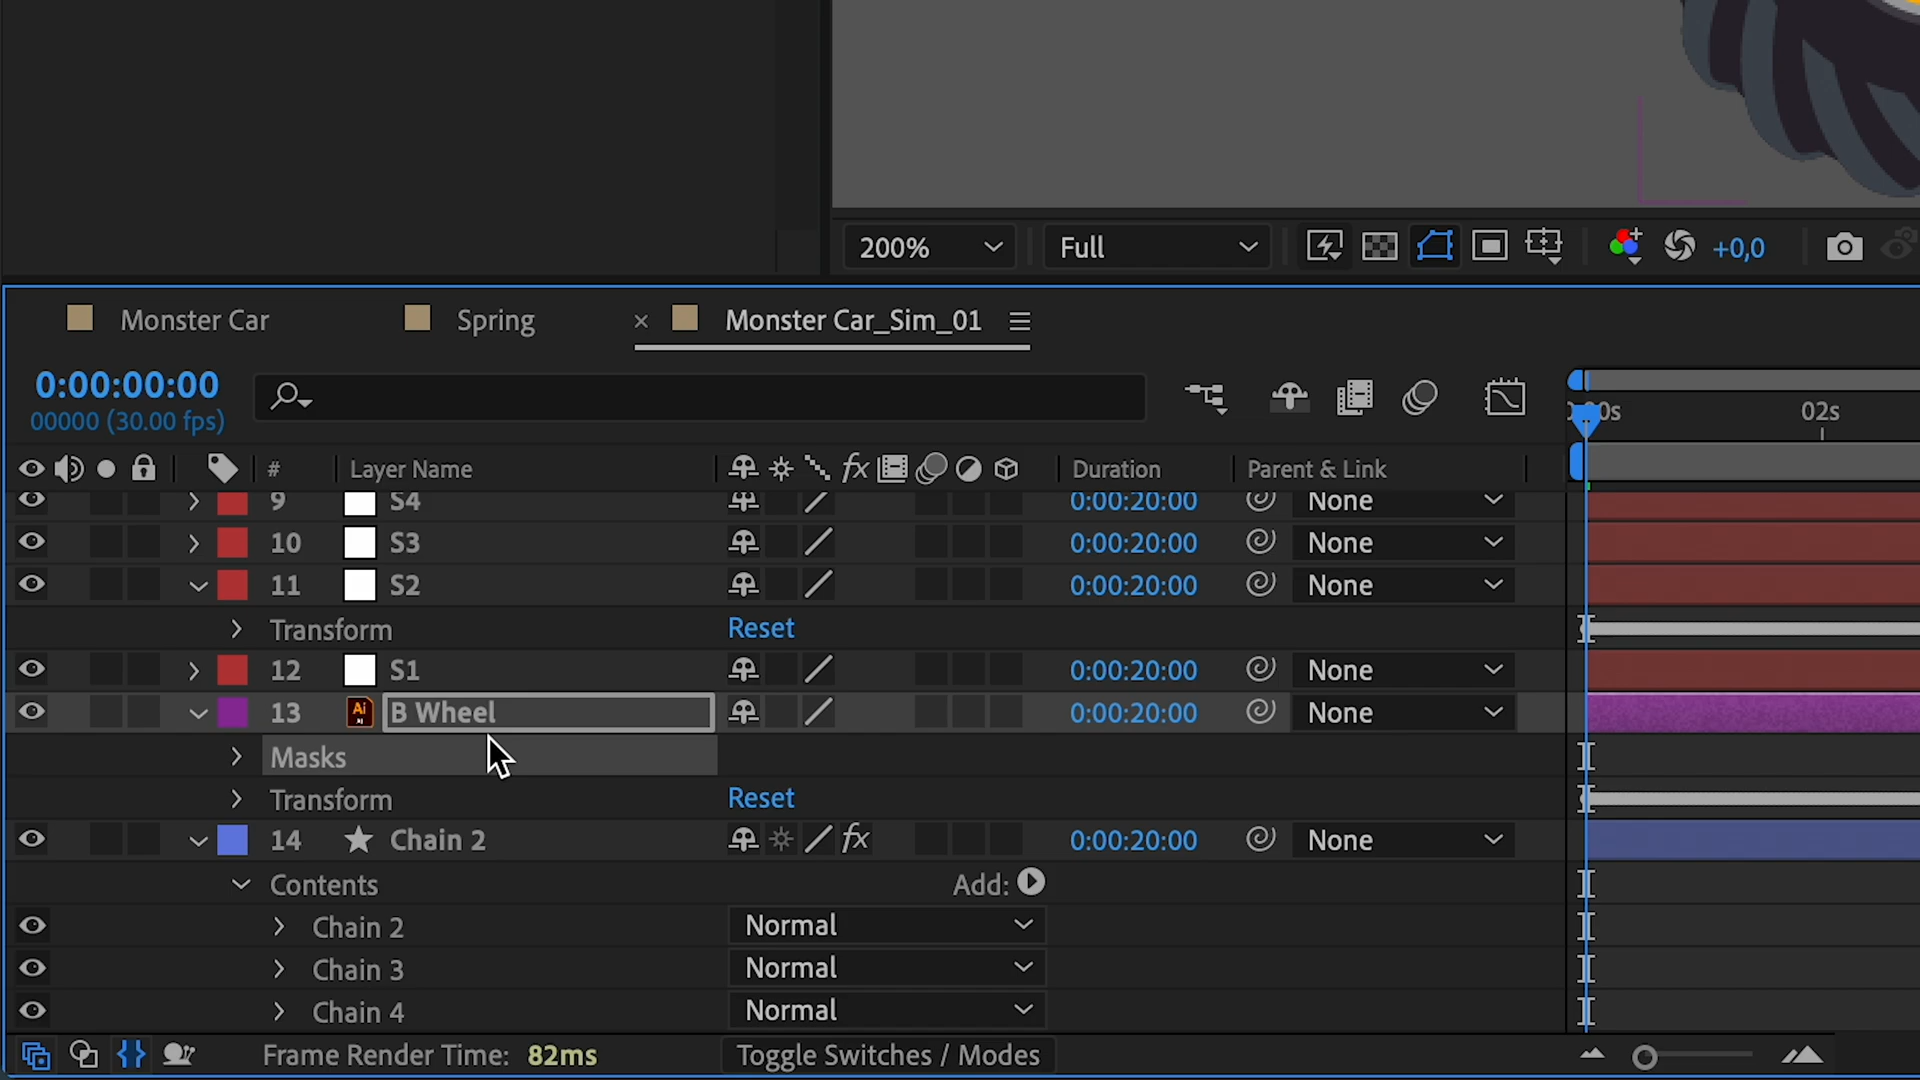 200%
Full
+0,0
Monster Car
Spring
Monster Car_Sim_01
0:00:00:00
00000 (30.00 fps)
02s
# Layer Name Duration Parent & Link
9 S4 0:00:20:00 None
10 S3 0:00:20:00 None
11 S2 0:00:20:00 None
Transform Reset
12 S1 0:00:20:00 None
13 Ai B Wheel 0:00:20:00 None
Masks
Transform Reset
14 Chain 2 fx 0:00:20:00 None
Contents Add:
Chain 2 Normal
Chain 3 Normal
Chain 4 Normal
Frame Render Time: 82ms Toggle Switches / Modes